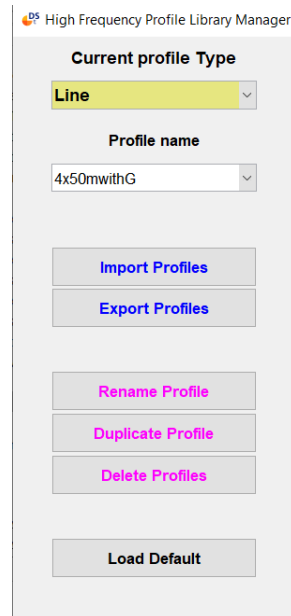 DS High Frequency Profile Library Manager
Current profile Type
Line
Profile name
4x50mwithG
Import Profiles
Export Profiles
Rename Profile
Duplicate Profile
Delete Profiles
Load Default